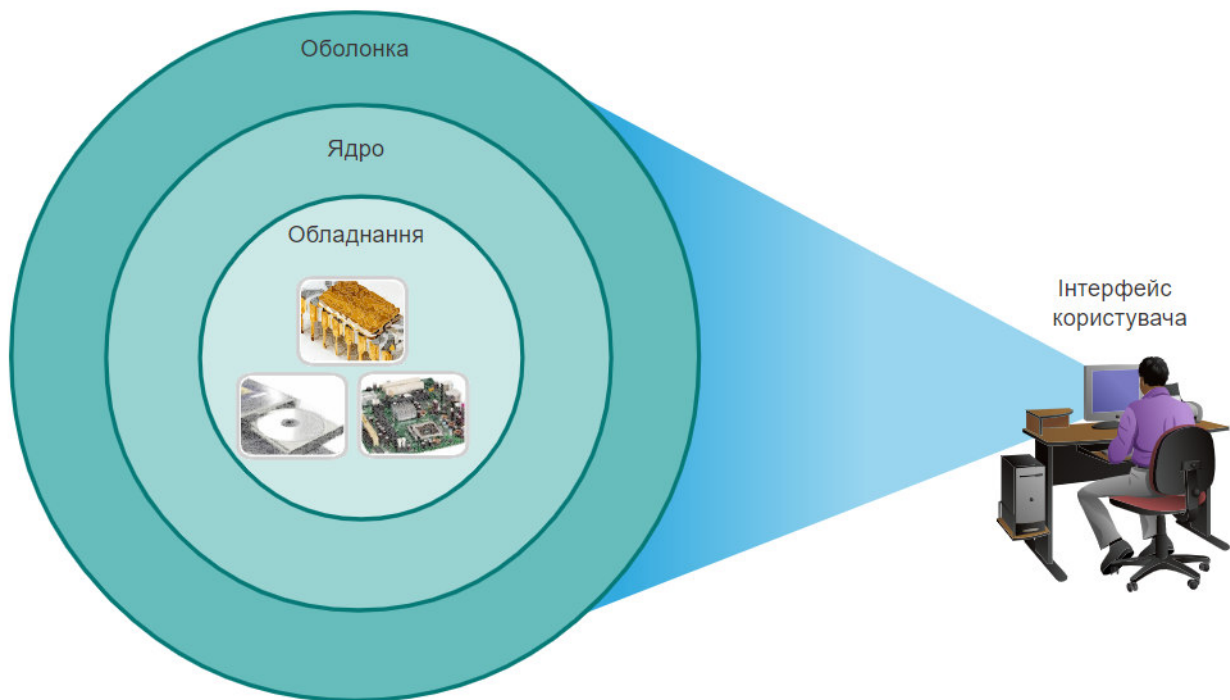 Оболонка
Ядро
Обладнання
Інтерфейс
користувача